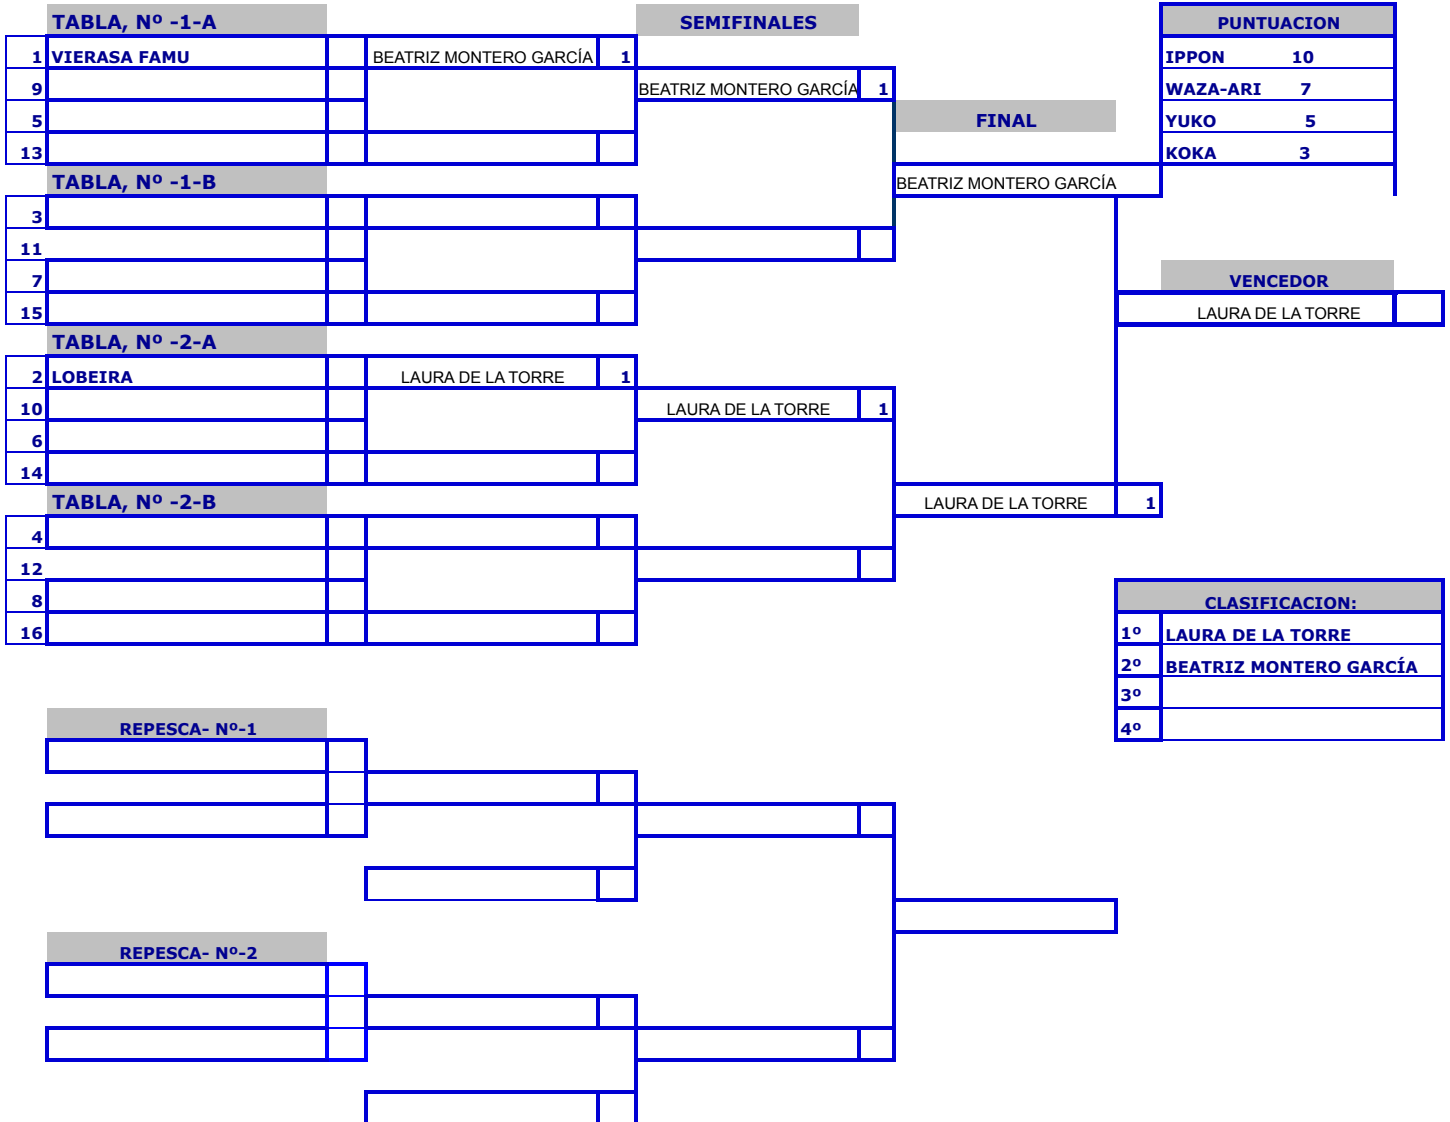 TABLA, Nº -1-A
SEMIFINALES
PUNTUACION
1 VIERASA FAMU BEATRIZ MONTERO GARCÍA 1
IPPON 10
9 BEATRIZ MONTERO GARCÍA 1
WAZA-ARI 7
5 FINAL
YUKO 5
13
KOKA 3
TABLA, Nº -1-B
BEATRIZ MONTERO GARCÍA
3
11
7
VENCEDOR
15
LAURA DE LA TORRE
TABLA, Nº -2-A
2 LOBEIRA LAURA DE LA TORRE 1
10 LAURA DE LA TORRE 1
6
14
TABLA, Nº -2-B
LAURA DE LA TORRE 1
4
12
8
CLASIFICACION:
16
1º LAURA DE LA TORRE
2º BEATRIZ MONTERO GARCÍA
3º
REPESCA- Nº-1
4º
REPESCA- Nº-2